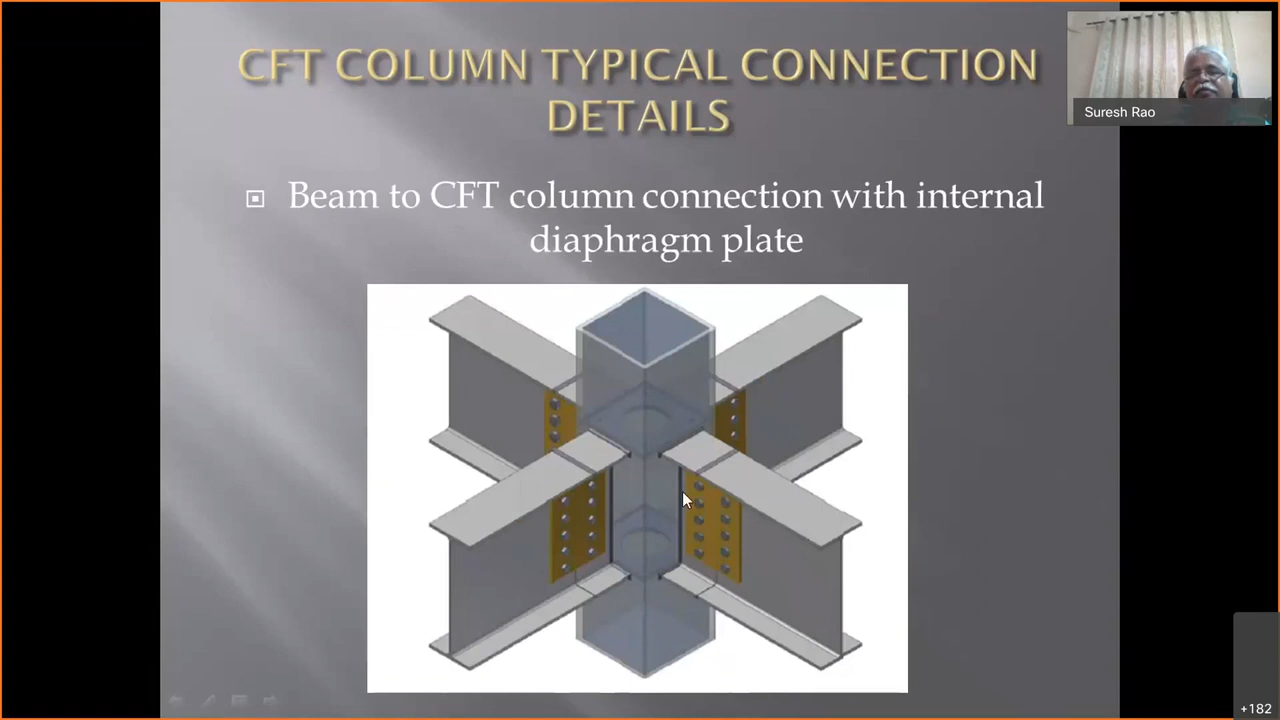 CFT COLUMN TYPICAL CONNECTION
DETAILS
Suresh Rao
Beam to CFT column connection with internal
diaphragm plate
+182